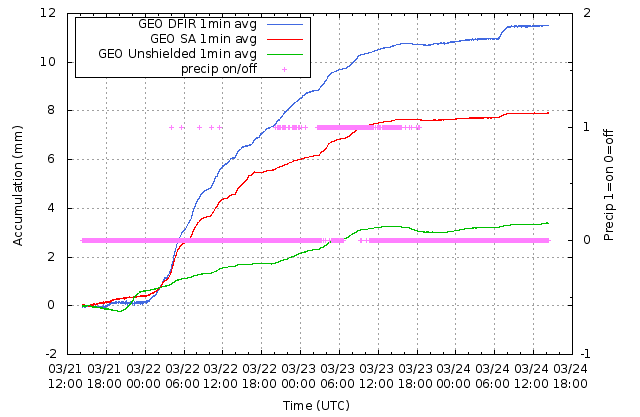 GEO DFIR 1min avg
GEO SA 1min avg
GEO Unshielded 1min avg
precip on/off
12
10
8
6
4
2
0
-2
Accumulation (mm)
2
1
0
-1
Precip 1=on 0=off
03/21 03/21 03/22 03/22 03/22 03/22 03/23 03/23 03/23 03/23 03/24 03/24 03/24 03/24
12:00 18:00 00:00 06:00 12:00 18:00 00:00 06:00 12:00 18:00 00:00 06:00 12:00 18:00
Time (UTC)